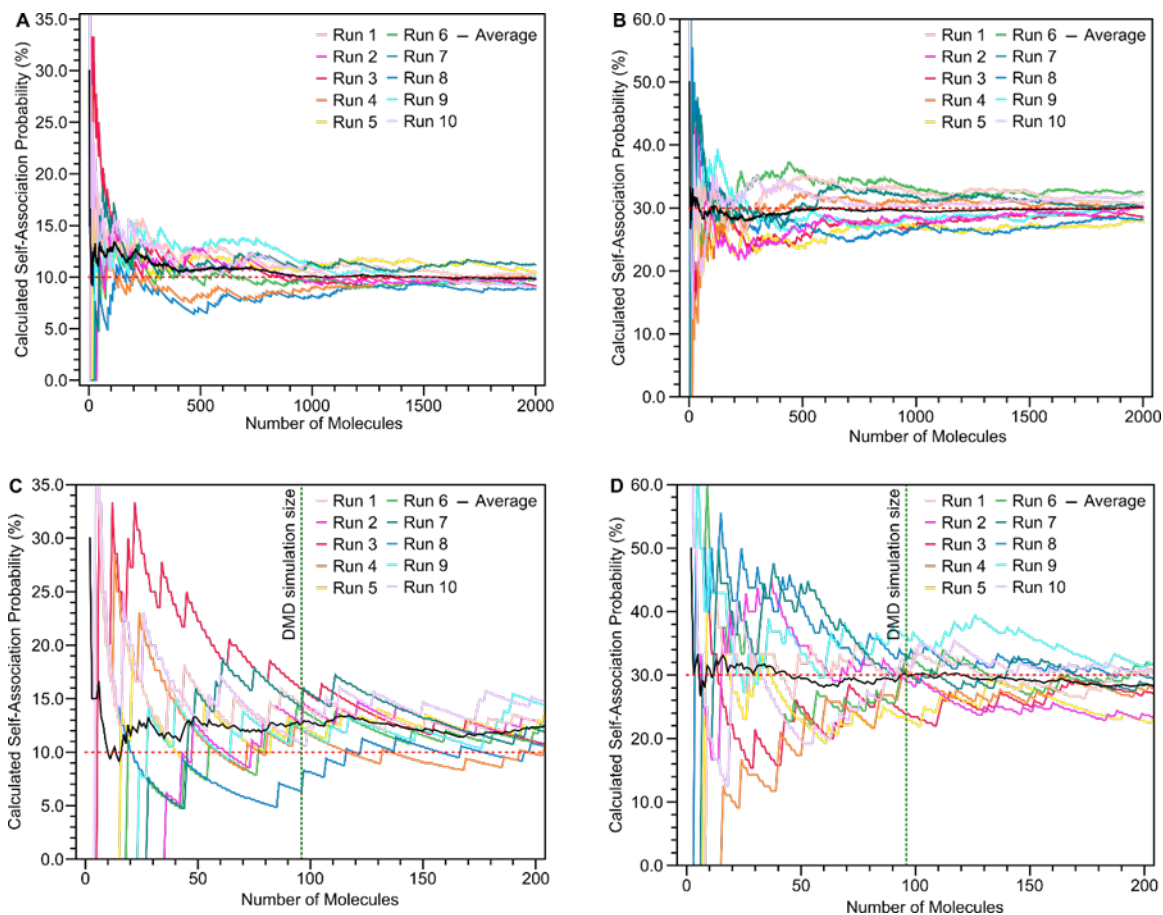 A
35.0
30.0
25.0
20.0
15.0
10.0
5.0
0.0
Calculated Self-Association Probability (%)
Run 1 Run 6 Average
Run 2 Run 7
Run 3 Run 8
Run 4 Run 9
Run 5 Run 10
0 500 1000 1500 2000
Number of Molecules
B
60.0
50.0
40.0
30.0
20.0
10.0
0.0
Calculated Self-Association Probability (%)
Run 1 Run 6 Average
Run 2 Run 7
Run 3 Run 8
Run 4 Run 9
Run 5 Run 10
0 500 1000 1500 2000
Number of Molecules
C
35.0
30.0
25.0
20.0
15.0
10.0
5.0
0.0
Calculated Self-Association Probability (%)
DMD simulation size
Run 1 Run 6 Average
Run 2 Run 7
Run 3 Run 8
Run 4 Run 9
Run 5 Run 10
0 50 100 150 200
Number of Molecules
D
60.0
50.0
40.0
30.0
20.0
10.0
0.0
Calculated Self-Association Probability (%)
DMD simulation size
Run 1 Run 6 Average
Run 2 Run 7
Run 3 Run 8
Run 4 Run 9
Run 5 Run 10
0 50 100 150 200
Number of Molecules